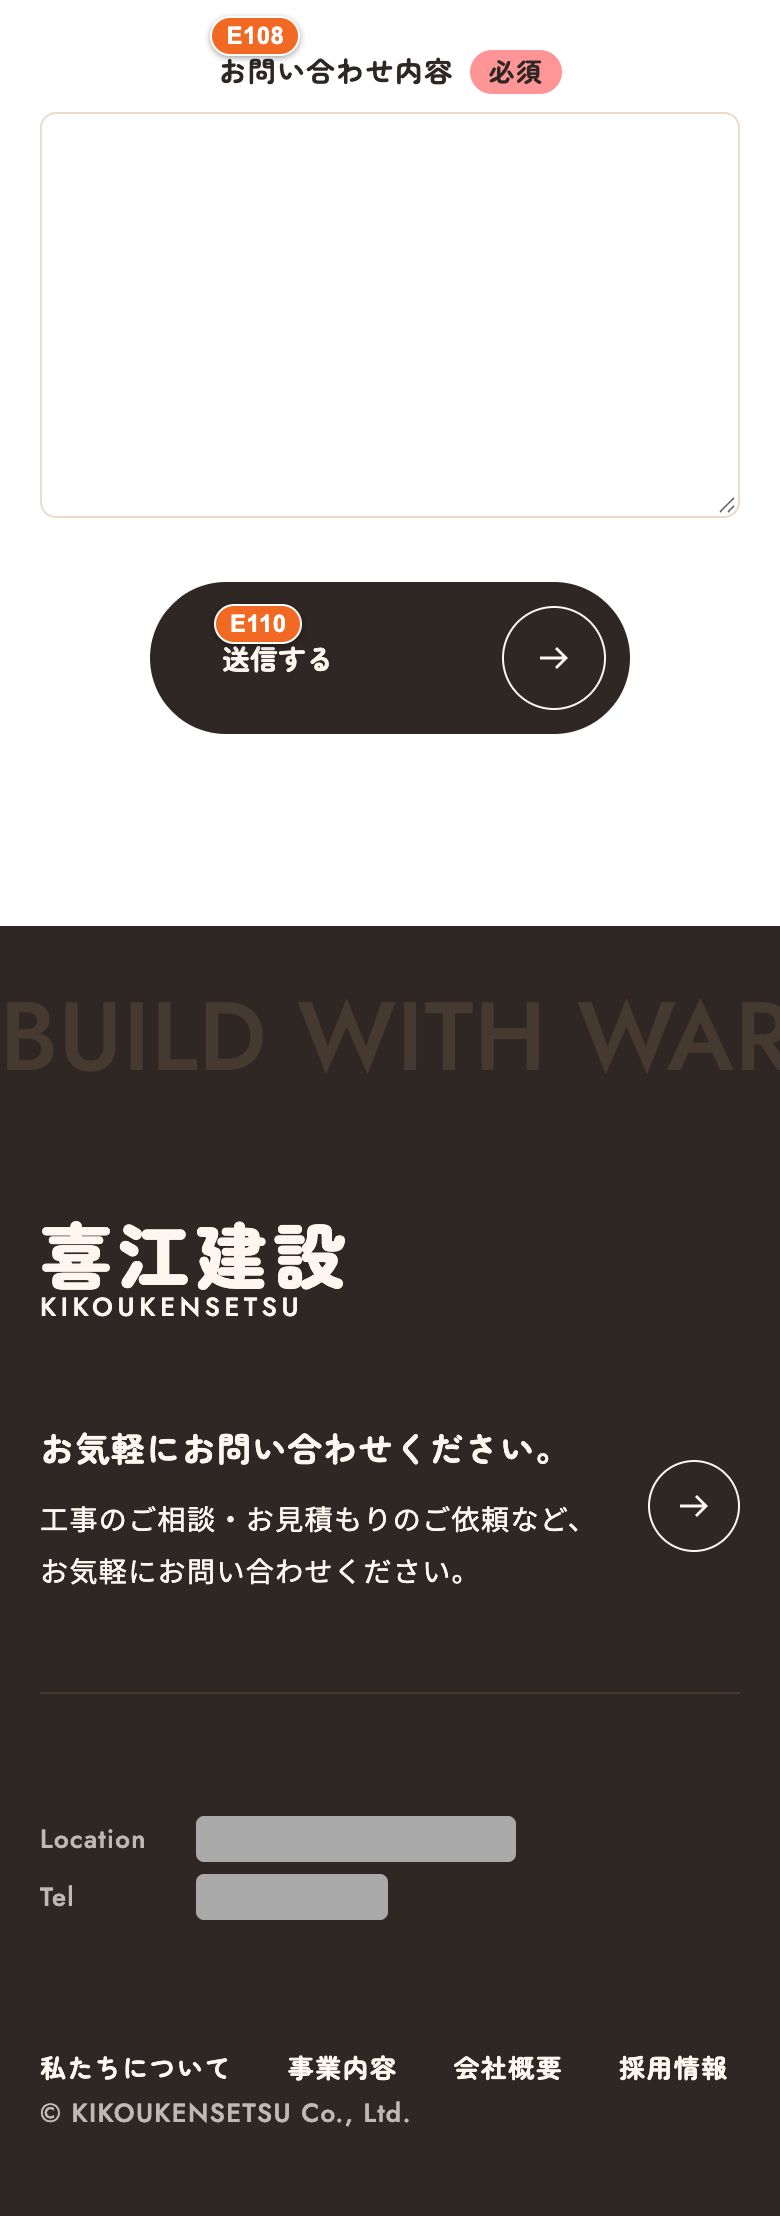 E108
お問い合わせ内容 必須
E110
送信する
BUILD WITH WAR
喜江建設
KIKOUKENSETSU
お気軽にお問い合わせください。
工事のご相談・お見積もりのご依頼など、
お気軽にお問い合わせください。
Location
Tel
私たちについて 事業内容 会社概要 採用情報
© KIKOUKENSETSU Co., Ltd.